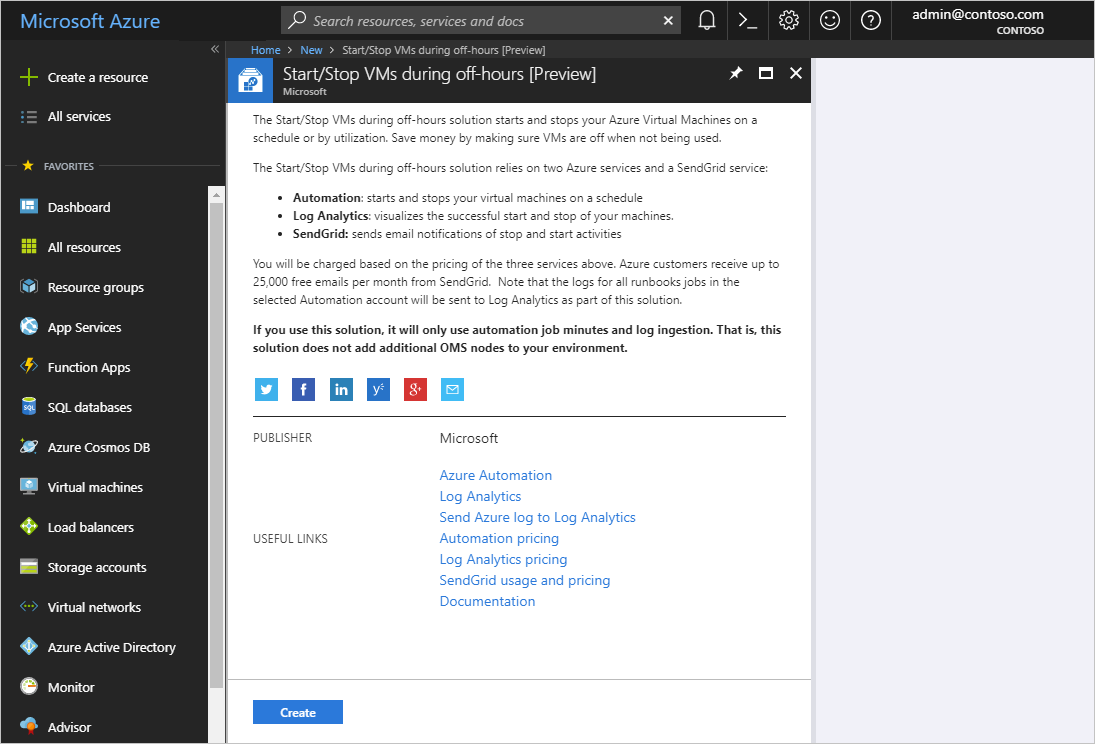 Microsoft Azure
Search resources, services and docs
admin@contoso.com
CONTOSO
Home > New > Start/Stop VMs during off-hours [Preview]
Create a resource
All services
FAVORITES
Dashboard
All resources
Resource groups
App Services
Function Apps
SQL databases
Azure Cosmos DB
Virtual machines
Load balancers
Storage accounts
Virtual networks
Azure Active Directory
Monitor
Advisor
Start/Stop VMs during off-hours [Preview]
Microsoft
The Start/Stop VMs during off-hours solution starts and stops your Azure Virtual Machines on a
schedule or by utilization. Save money by making sure VMs are off when not being used.
The Start/Stop VMs during off-hours solution relies on two Azure services and a SendGrid service:
• Automation: starts and stops your virtual machines on a schedule
• Log Analytics: visualizes the successful start and stop of your machines.
• SendGrid: sends email notifications of stop and start activities
You will be charged based on the pricing of the three services above. Azure customers receive up to
25,000 free emails per month from SendGrid. Note that the logs for all runbooks jobs in the
selected Automation account will be sent to Log Analytics as part of this solution.
If you use this solution, it will only use automation job minutes and log ingestion. That is, this
solution does not add additional OMS nodes to your environment.
PUBLISHER
Microsoft
USEFUL LINKS
Azure Automation
Log Analytics
Send Azure log to Log Analytics
Automation pricing
Log Analytics pricing
SendGrid usage and pricing
Documentation
Create